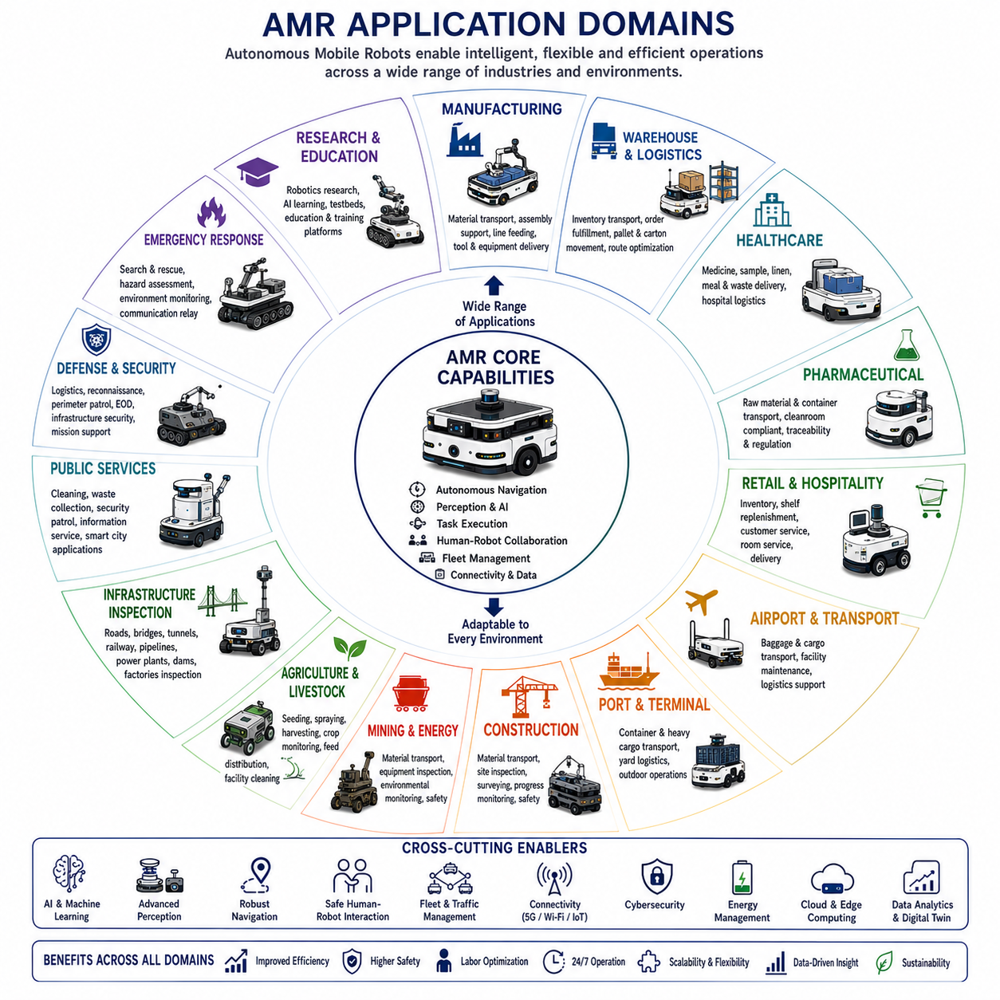 AMR APPLICATION DOMAINS
Autonomous Mobile Robots enable intelligent, flexible and efficient operations
across a wide range of industries and environments.
MANUFACTURING
Material transport, assembly
support, line feeding,
tool & equipment delivery
WAREHOUSE
& LOGISTICS
Inventory transport, order
fulfillment, pallet & carton
movement, route optimization
HEALTHCARE
Medicine, sample, linen,
meal & waste delivery,
hospital logistics
PHARMACEUTICAL
Raw material & container
transport, cleanroom
compliant, traceability
& regulation
RETAIL & HOSPITALITY
Inventory, shelf
replenishment,
customer service,
room service,
delivery
AIRPORT & TRANSPORT
Baggage & cargo
transport, facility
maintenance,
logistics support
PORT & TERMINAL
Container & heavy
cargo transport,
yard logistics,
outdoor operations
CONSTRUCTION
Material transport,
site inspection,
surveying, progress
monitoring, safety
MINING & ENERGY
Material transport,
equipment inspection,
environmental
monitoring, safety
AGRICULTURE &
LIVESTOCK
Seeding, spraying,
harvesting, crop
monitoring, feed
distribution,
facility cleaning
INFRASTRUCTURE
INSPECTION
Roads, bridges, tunnels,
railway, pipelines,
power plants, dams,
factories inspection
PUBLIC SERVICES
Cleaning, waste
collection, security
patrol, information
service, smart city
applications
DEFENSE & SECURITY
Logistics, reconnaissance,
perimeter patrol, EOD,
infrastructure security,
mission support
EMERGENCY RESPONSE
Search & rescue,
hazard assessment,
environment monitoring,
communication relay
RESEARCH &
EDUCATION
Robotics research,
AI learning, testbeds,
education & training
platforms
Wide Range
of Applications
AMR CORE
CAPABILITIES
Autonomous Navigation
Perception & AI
Task Execution
Human-Robot Collaboration
Fleet Management
Connectivity & Data
Adaptable to
Every Environment
CROSS-CUTTING ENABLERS
AI & Machine
Learning
Advanced
Perception
Robust
Navigation
Safe Human-
Robot Interaction
Fleet & Traffic
Management
Connectivity
(5G / Wi-Fi / IoT)
Cybersecurity
Energy
Management
Cloud & Edge
Computing
Data Analytics
& Digital Twin
BENEFITS ACROSS ALL DOMAINS
Improved Efficiency
Higher Safety
Labor Optimization
24/7 Operation
Scalability & Flexibility
Data-Driven Insight
Sustainability